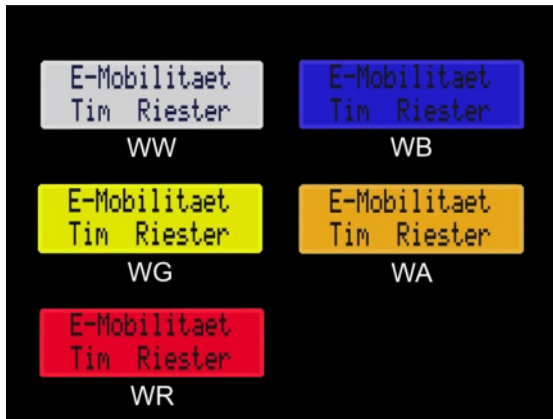 E-Mobilitaet
Tim Riester
WW
E-Mobilitaet
Tim Riester
WB
E-Mobilitaet
Tim Riester
WG
E-Mobilitaet
Tim Riester
WA
E-Mobilitaet
Tim Riester
WR